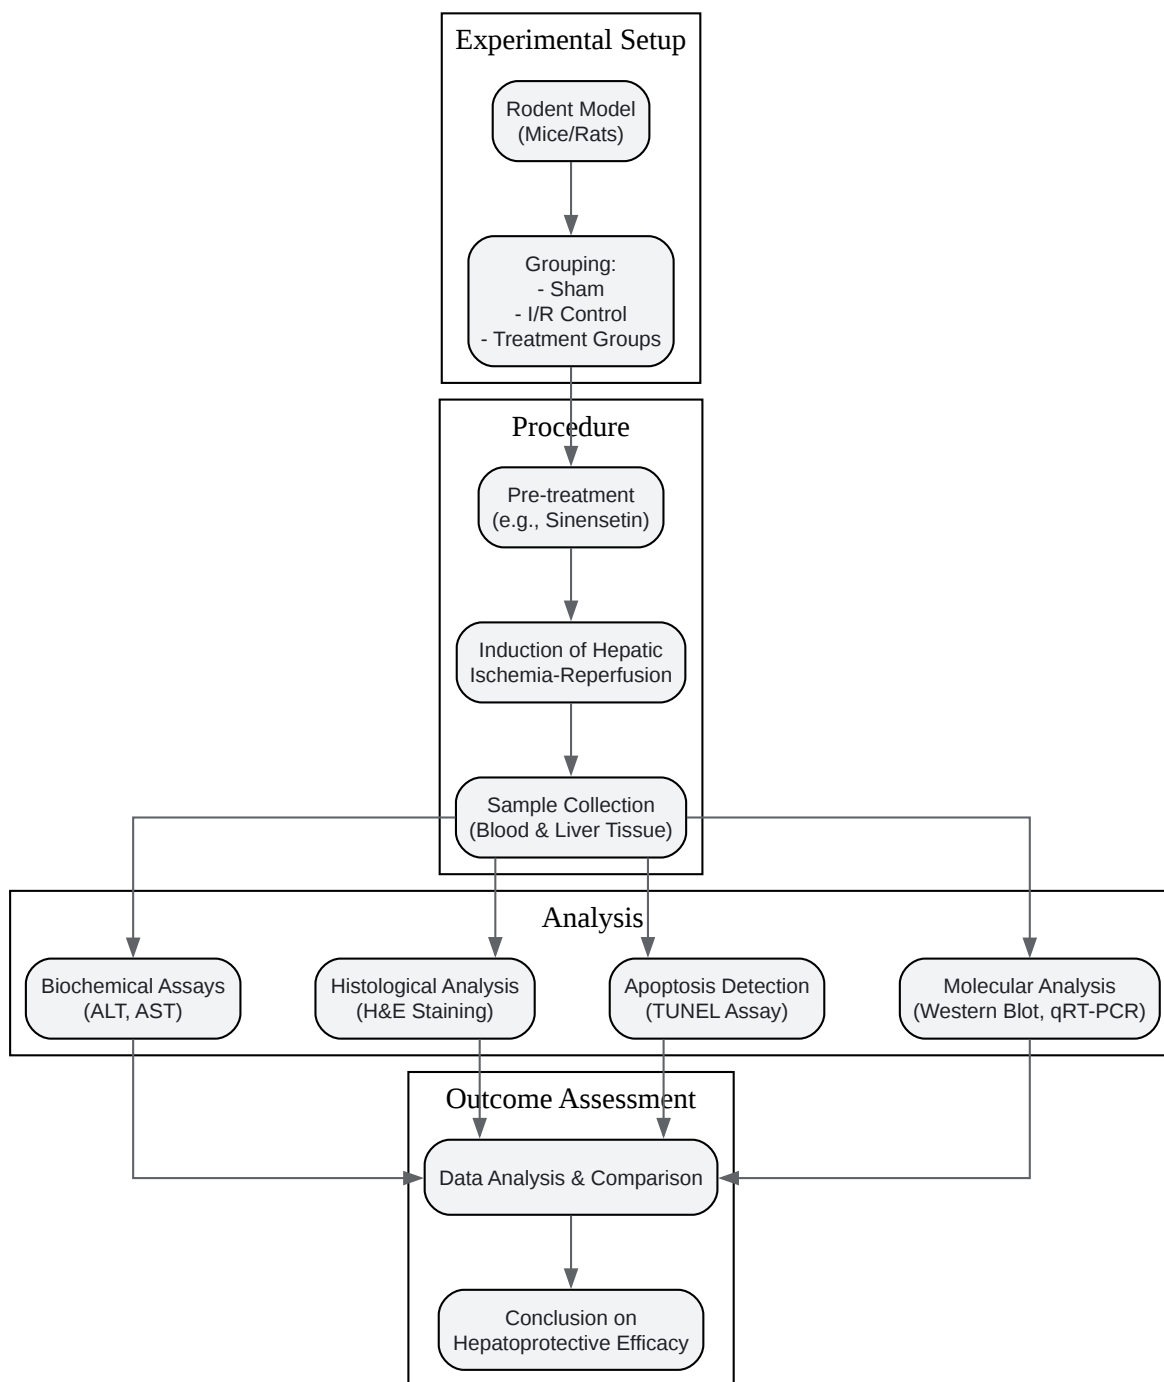 Experimental Setup
Rodent Model
(Mice/Rats)
Grouping:
- Sham
- I/R Control
- Treatment Groups
Procedure
Pre-treatment
(e.g., Sinensetin)
Induction of Hepatic
Ischemia-Reperfusion
Sample Collection
(Blood & Liver Tissue)
Analysis
Biochemical Assays
(ALT, AST)
Histological Analysis
(H&E Staining)
Apoptosis Detection
(TUNEL Assay)
Molecular Analysis
(Western Blot, qRT-PCR)
Outcome Assessment
Data Analysis & Comparison
Conclusion on
Hepatoprotective Efficacy